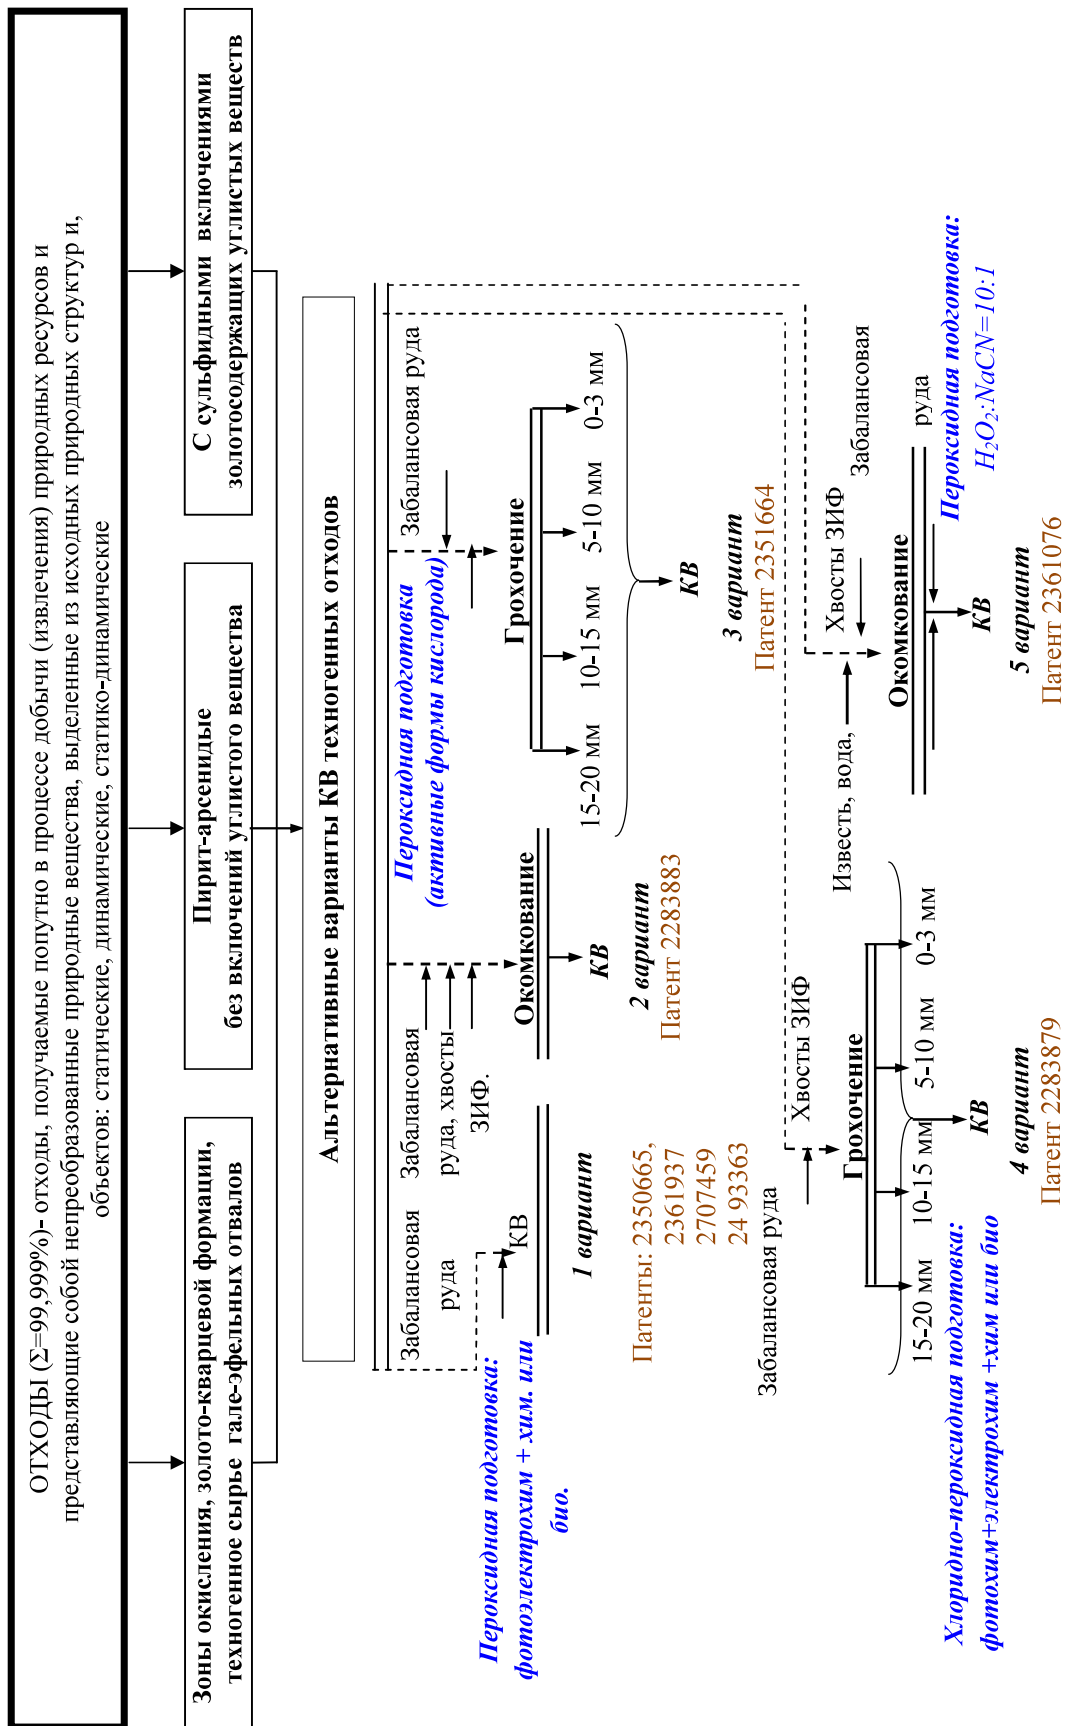 ОТХОДЫ (Σ=99,999%)- отходы, получаемые попутно в процессе добычи (извлечения) природных ресурсов и
представляющие собой непреобразованные природные вещества, выделенные из исходных природных структур и,
объектов: статические, динамические, статико-динамические
Зоны окисления, золото-кварцевой формации,
техногенное сырье гале-эфельных отвалов
Пирит-арсенидые
без включений углистого вещества
С сульфидными включениями
золотосодержащих углистых веществ
Альтернативные варианты КВ техногенных отходов
Забалансовая
руда
Пероксидная подготовка:
фотоэлектрохим + хим. или
био.
КВ
1 вариант
Патенты: 2350665,
2361937
2707459
24 93363
Забалансовая
руда, хвосты
ЗИФ.
Окомкование
КВ
2 вариант
Патент 2283883
Пероксидная подготовка
(активные формы кислорода)
Забалансовая руда
Грохочение
15-20 мм
10-15 мм
5-10 мм
0-3 мм
КВ
3 вариант
Патент 2351664
Забалансовая руда
Хвосты ЗИФ
Грохочение
15-20 мм
10-15 мм
5-10 мм
0-3 мм
Хлоридно-пероксидная подготовка:
фотохим+электрохим +хим или био
КВ
4 вариант
Патент 2283879
Известь, вода,
Хвосты ЗИФ
Забалансовая
руда
Окомкование
Пероксидная подготовка:
H₂O₂:NaCN=10:1
КВ
5 вариант
Патент 2361076